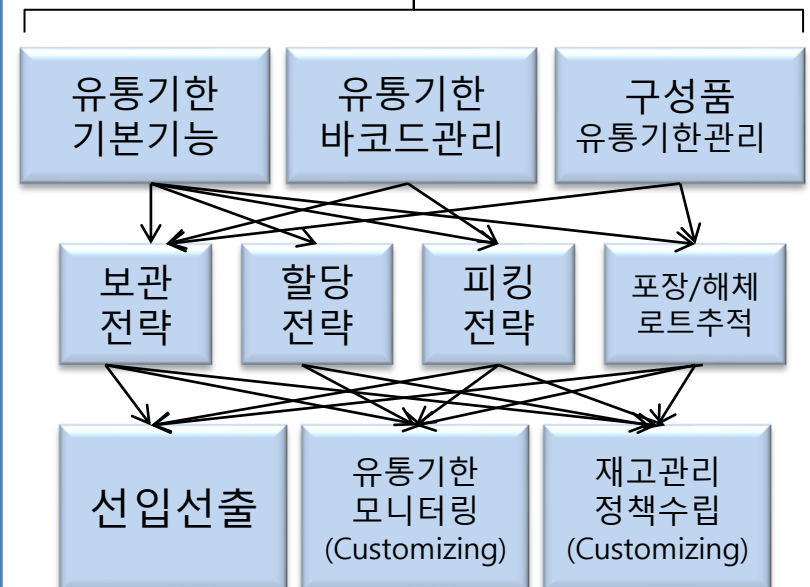 유통기한
기본기능
유통기한
바코드관리
구성품
유통기한관리
보관
전략
할당
전략
피킹
전략
포장/해체
로트추적
선입선출
유통기한
모니터링
(Customizing)
재고관리
정책수립
(Customizing)